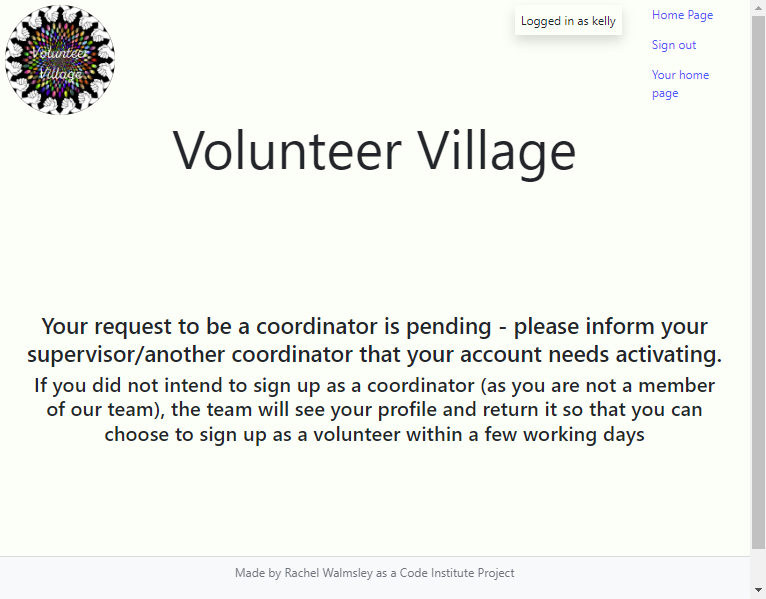 Volunteer
Village
Logged in as kelly
Home Page
Sign out
Your home
page
Volunteer Village
Your request to be a coordinator is pending - please inform your
supervisor/another coordinator that your account needs activating.
If you did not intend to sign up as a coordinator (as you are not a member
of our team), the team will see your profile and return it so that you can
choose to sign up as a volunteer within a few working days
Made by Rachel Walmsley as a Code Institute Project